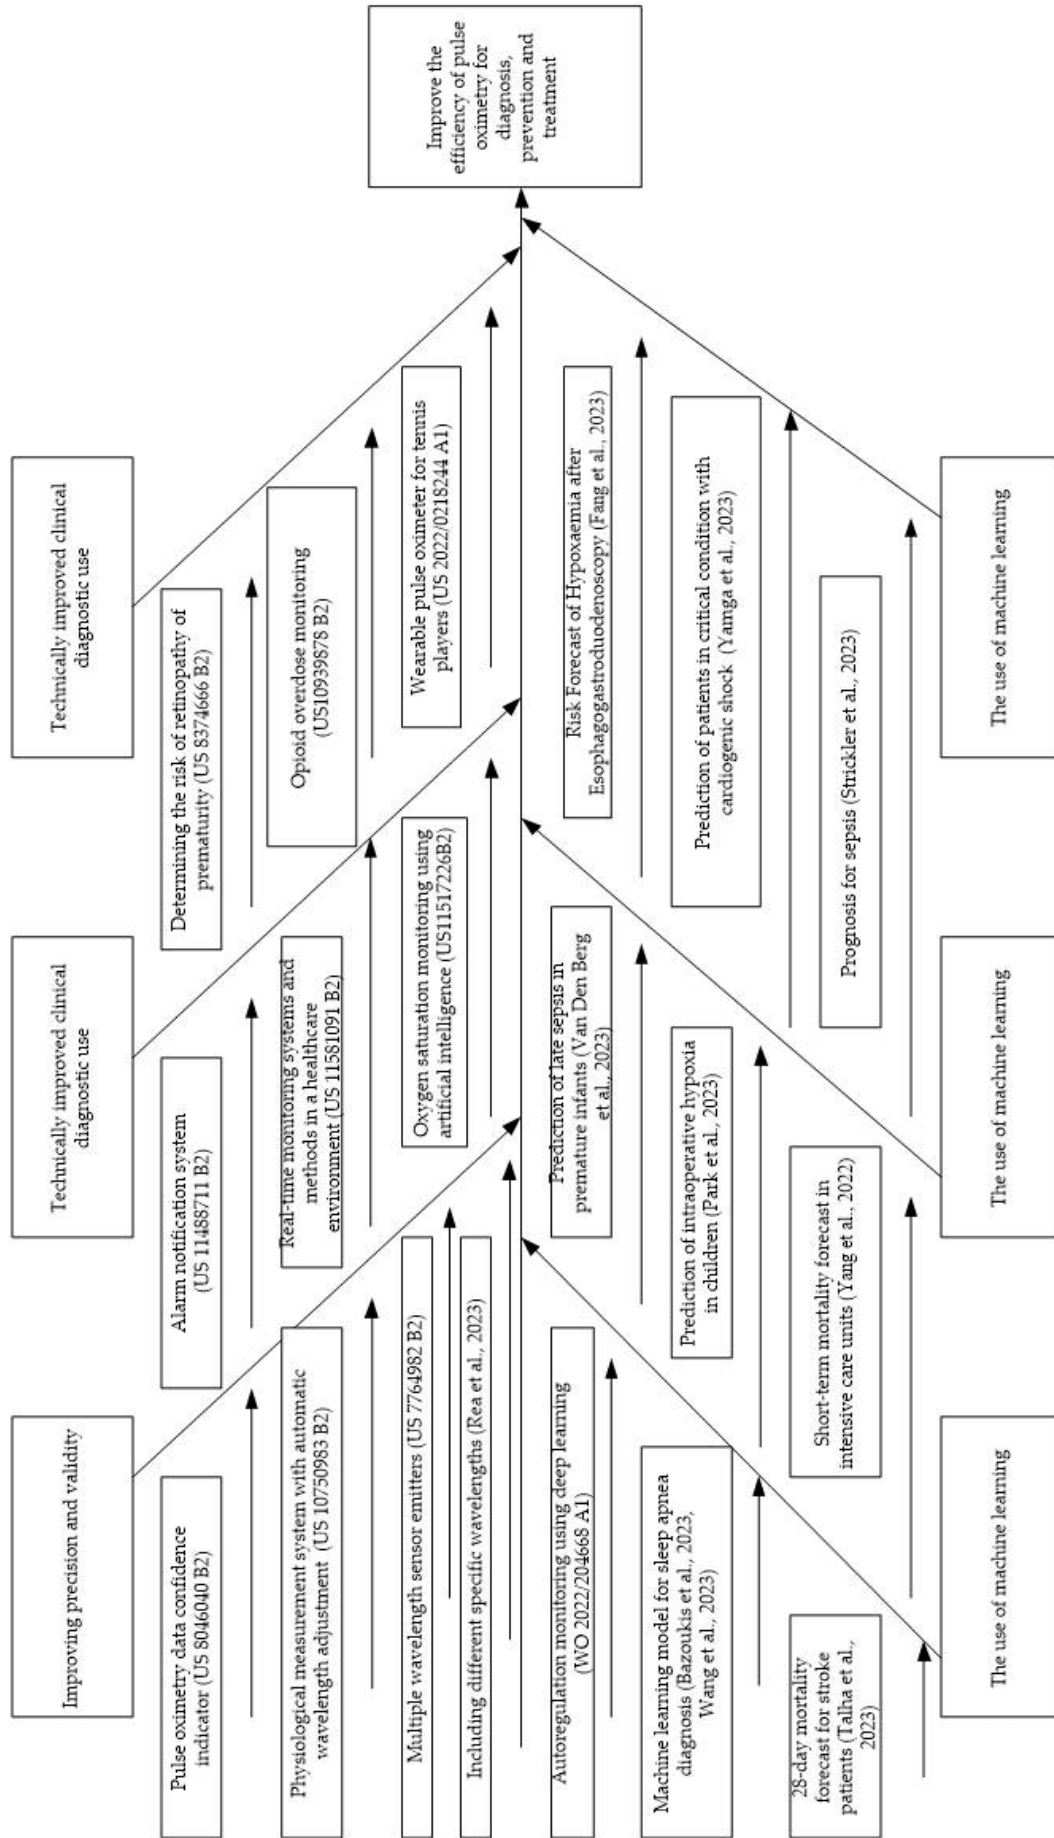 Improving precision and validity
Technically improved clinical
diagnostic use
Technically improved clinical
diagnostic use
Pulse oximetry data confidence
indicator (US 8046040 B2)
Alarm notification system
(US 11488711 B2)
Determining the risk of retinopathy of
prematurity (US 8374666 B2)
Physiological measurement system with automatic
wavelength adjustment (US 10750983 B2)
Real-time monitoring systems and
methods in a healthcare
environment (US 11581091 B2)
Opioid overdose monitoring
(US10939878 B2)
Multiple wavelength sensor emitters (US 7764982 B2)
Oxygen saturation monitoring using
artificial intelligence (US11517226B2)
Wearable pulse oximeter for tennis
players (US 2022/0218244 A1)
Including different specific wavelengths (Rea et al., 2023)
Improve the
efficiency of pulse
oximetry for
diagnosis,
prevention and
treatment
Autoregulation monitoring using deep learning
(WO 2022/204668 A1)
Prediction of late sepsis in
premature infants (Van Den Berg
et al., 2023)
Risk Forecast of Hypoxaemia after
Esophagogastroduodenoscopy (Fang et al., 2023)
Machine learning model for sleep apnea
diagnosis (Bazoukis et al., 2023,
Wang et al., 2023)
Prediction of intraoperative hypoxia
in children (Park et al., 2023)
Prediction of patients in critical condition with
cardiogenic shock (Yamga et al., 2023)
28-day mortality
forecast for stroke
patients (Talha et al.,
2023)
Short-term mortality forecast in
intensive care units (Yang et al., 2022)
Prognosis for sepsis (Strickler et al., 2023)
The use of machine learning
The use of machine learning
The use of machine learning